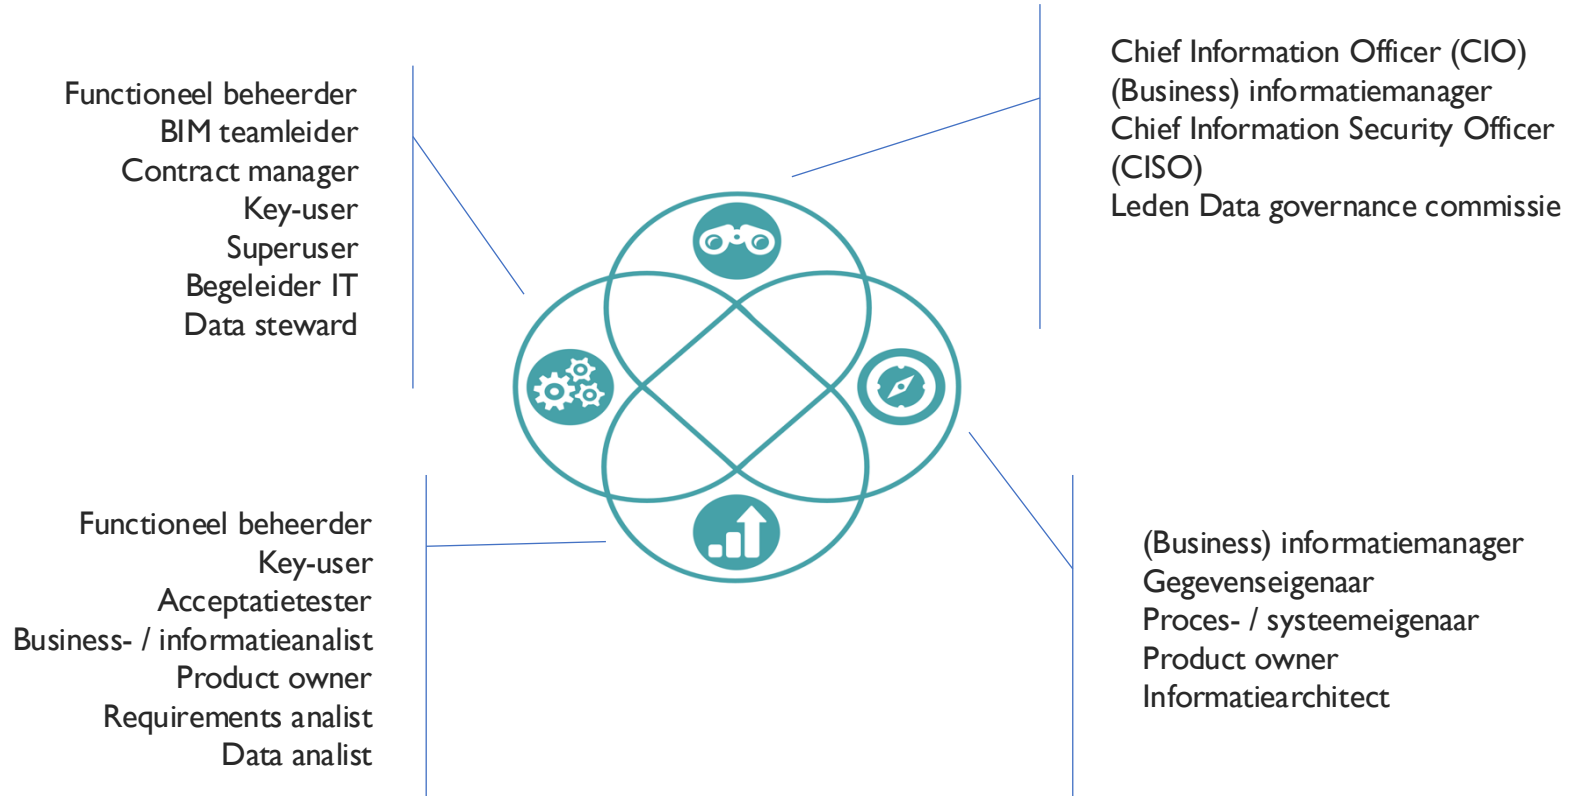 Functioneel beheerder
BIM teamleider
Contract manager
Key-user
Superuser
Begeleider IT
Data steward
Chief Information Officer (CIO)
(Business) informatiemanager
Chief Information Security Officer
(CISO)
Leden Data governance commissie
Functioneel beheerder
Key-user
Acceptatietester
Business- / informatieanalist
Product owner
Requirements analist
Data analist
(Business) informatiemanager
Gegevenseigenaar
Proces- / systeemeigenaar
Product owner
Informatiearchitect